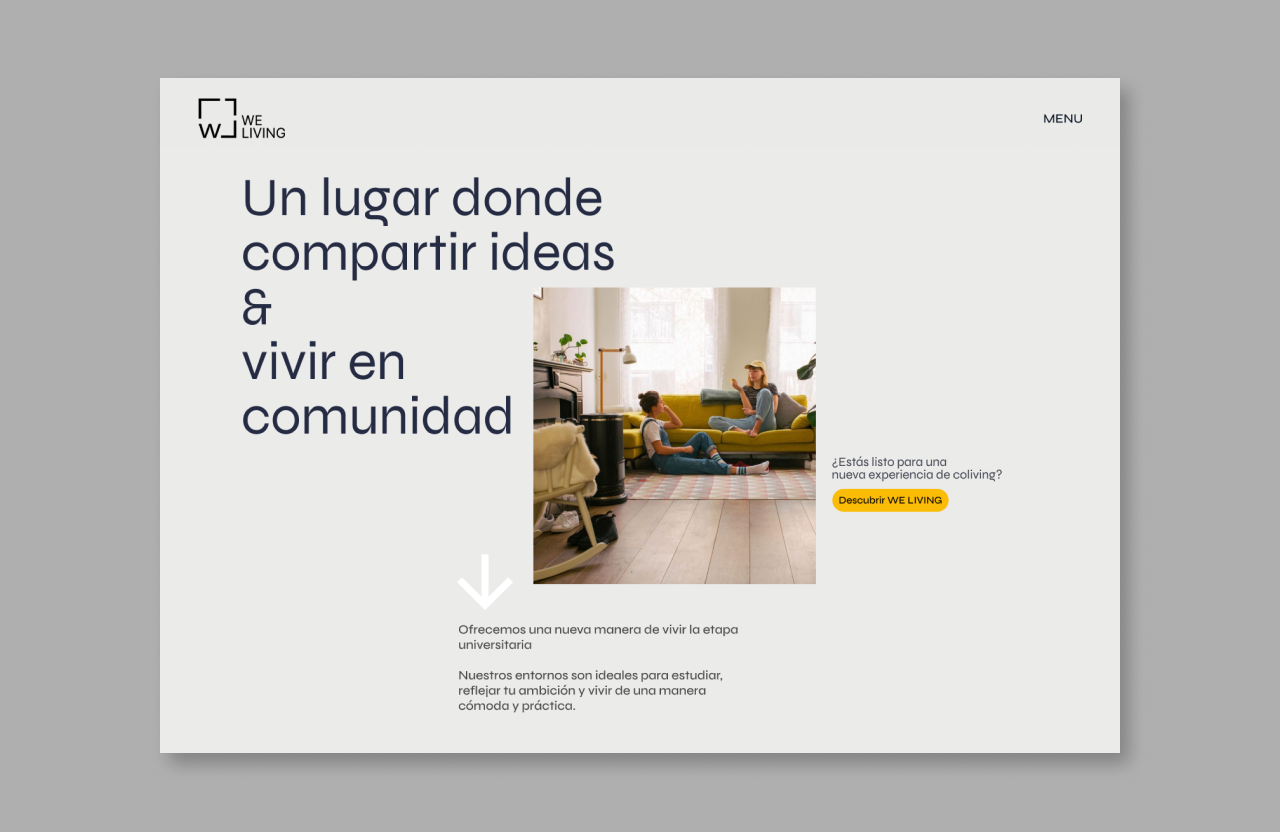 W WE
LIVING
MENU
Un lugar donde
compartir ideas
&
vivir en
comunidad
¿Estás listo para una
nueva experiencia de coliving?
Descubrir WE LIVING
Ofrecemos una nueva manera de vivir la etapa
universitaria
Nuestros entornos son ideales para estudiar,
reflejar tu ambición y vivir de una manera
cómoda y práctica.